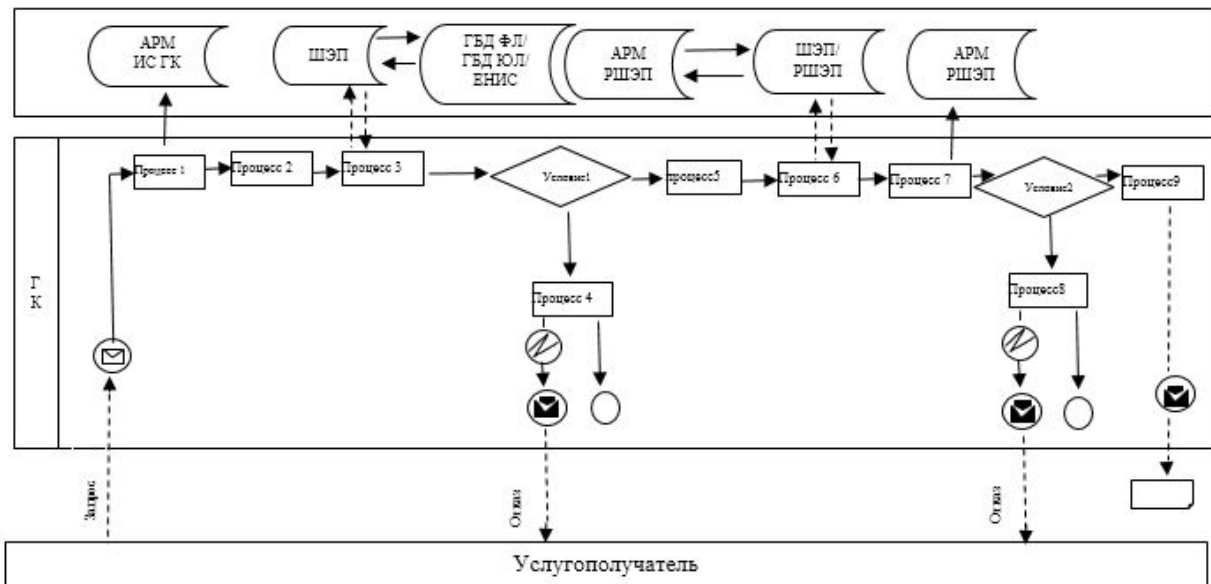 АРМ
ИС ГК
ШЭП
ГБД ФЛ/
ГБД ЮЛ/
ЕНИС
АРМ
РШЭП
ШЭП/
РШЭП
АРМ
РШЭП
Процесс 1
Процесс 2
Процесс 3
Условие1
процесс5
Процесс 6
Процесс 7
Условие2
Процесс9
Г
К
Процесс 4
Процесс8
Запрос
Отказ
Отказ
Услугополучатель